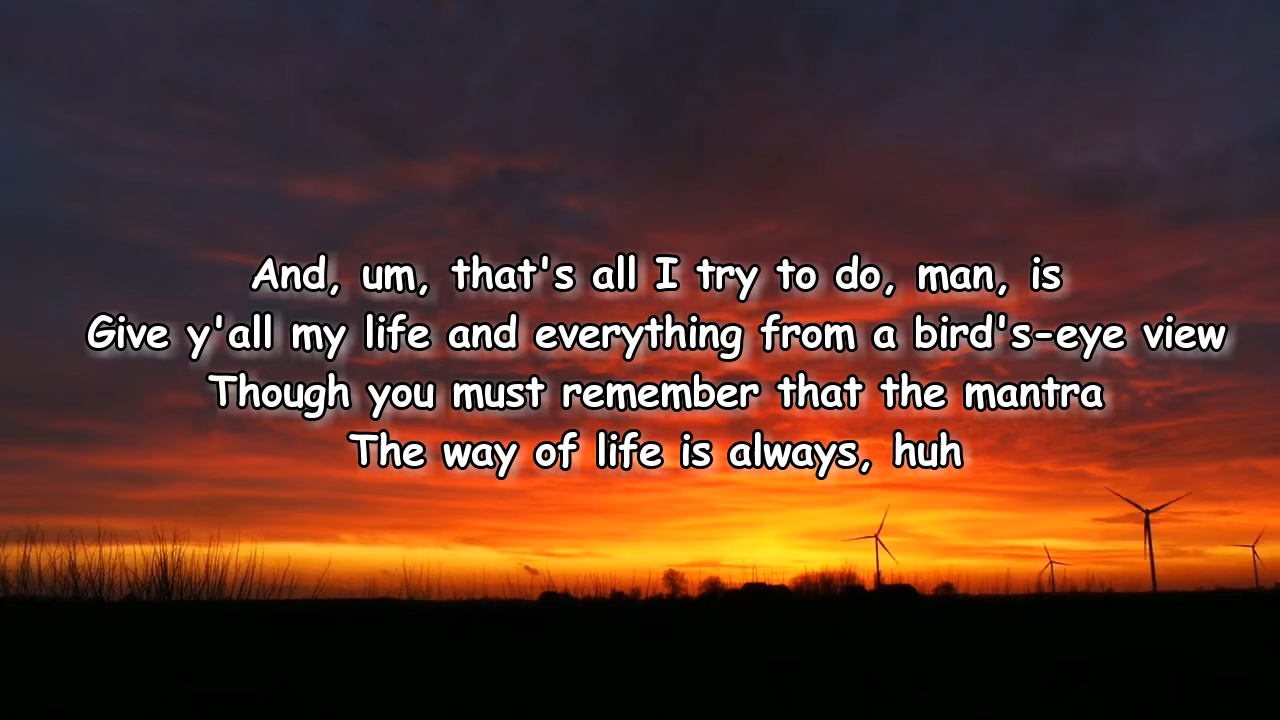 And, um, that's all I try to do, man, is
Give y'all my life and everything from a bird's-eye view
Though you must remember that the mantra
The way of life is always, huh